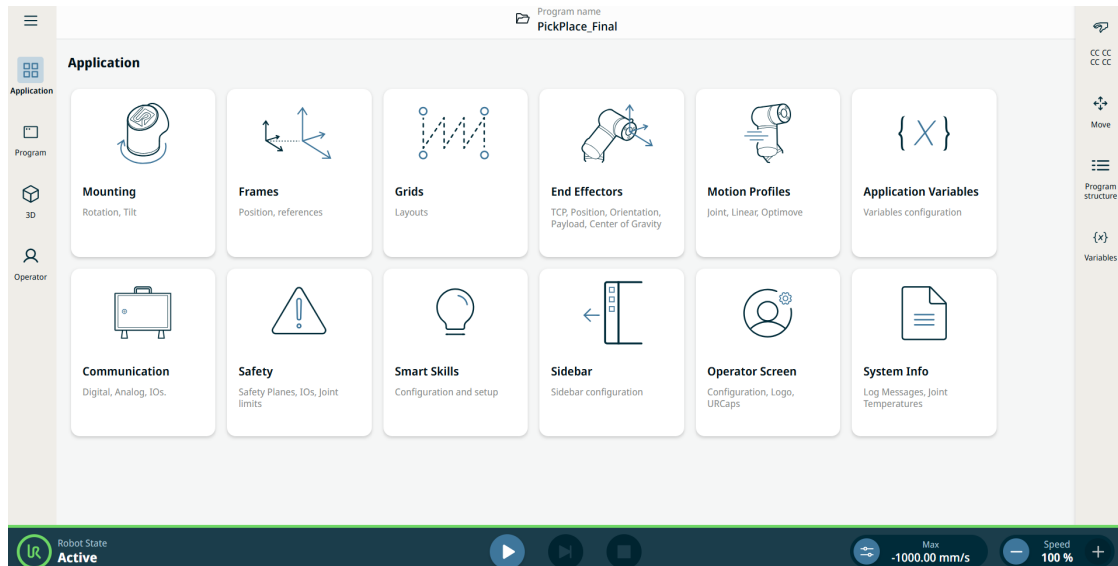 Program name
PickPlace_Final
Application
Program
3D
Operator
Application
Mounting
Rotation, Tilt
Frames
Position, references
Grids
Layouts
End Effectors
TCP, Position, Orientation,
Payload, Center of Gravity
Motion Profiles
Joint, Linear, Optimove
{X}
Application Variables
Variables configuration
Communication
Digital, Analog, IOs.
Safety
Safety Planes, IOs, Joint
limits
Smart Skills
Configuration and setup
Sidebar
Sidebar configuration
Operator Screen
Configuration, Logo,
URCaps
System Info
Log Messages, Joint
Temperatures
CC CC
CC CC
Move
Program
structure
{x}
Variables
UR
Robot State
Active
Max
-1000.00 mm/s
Speed
100 %